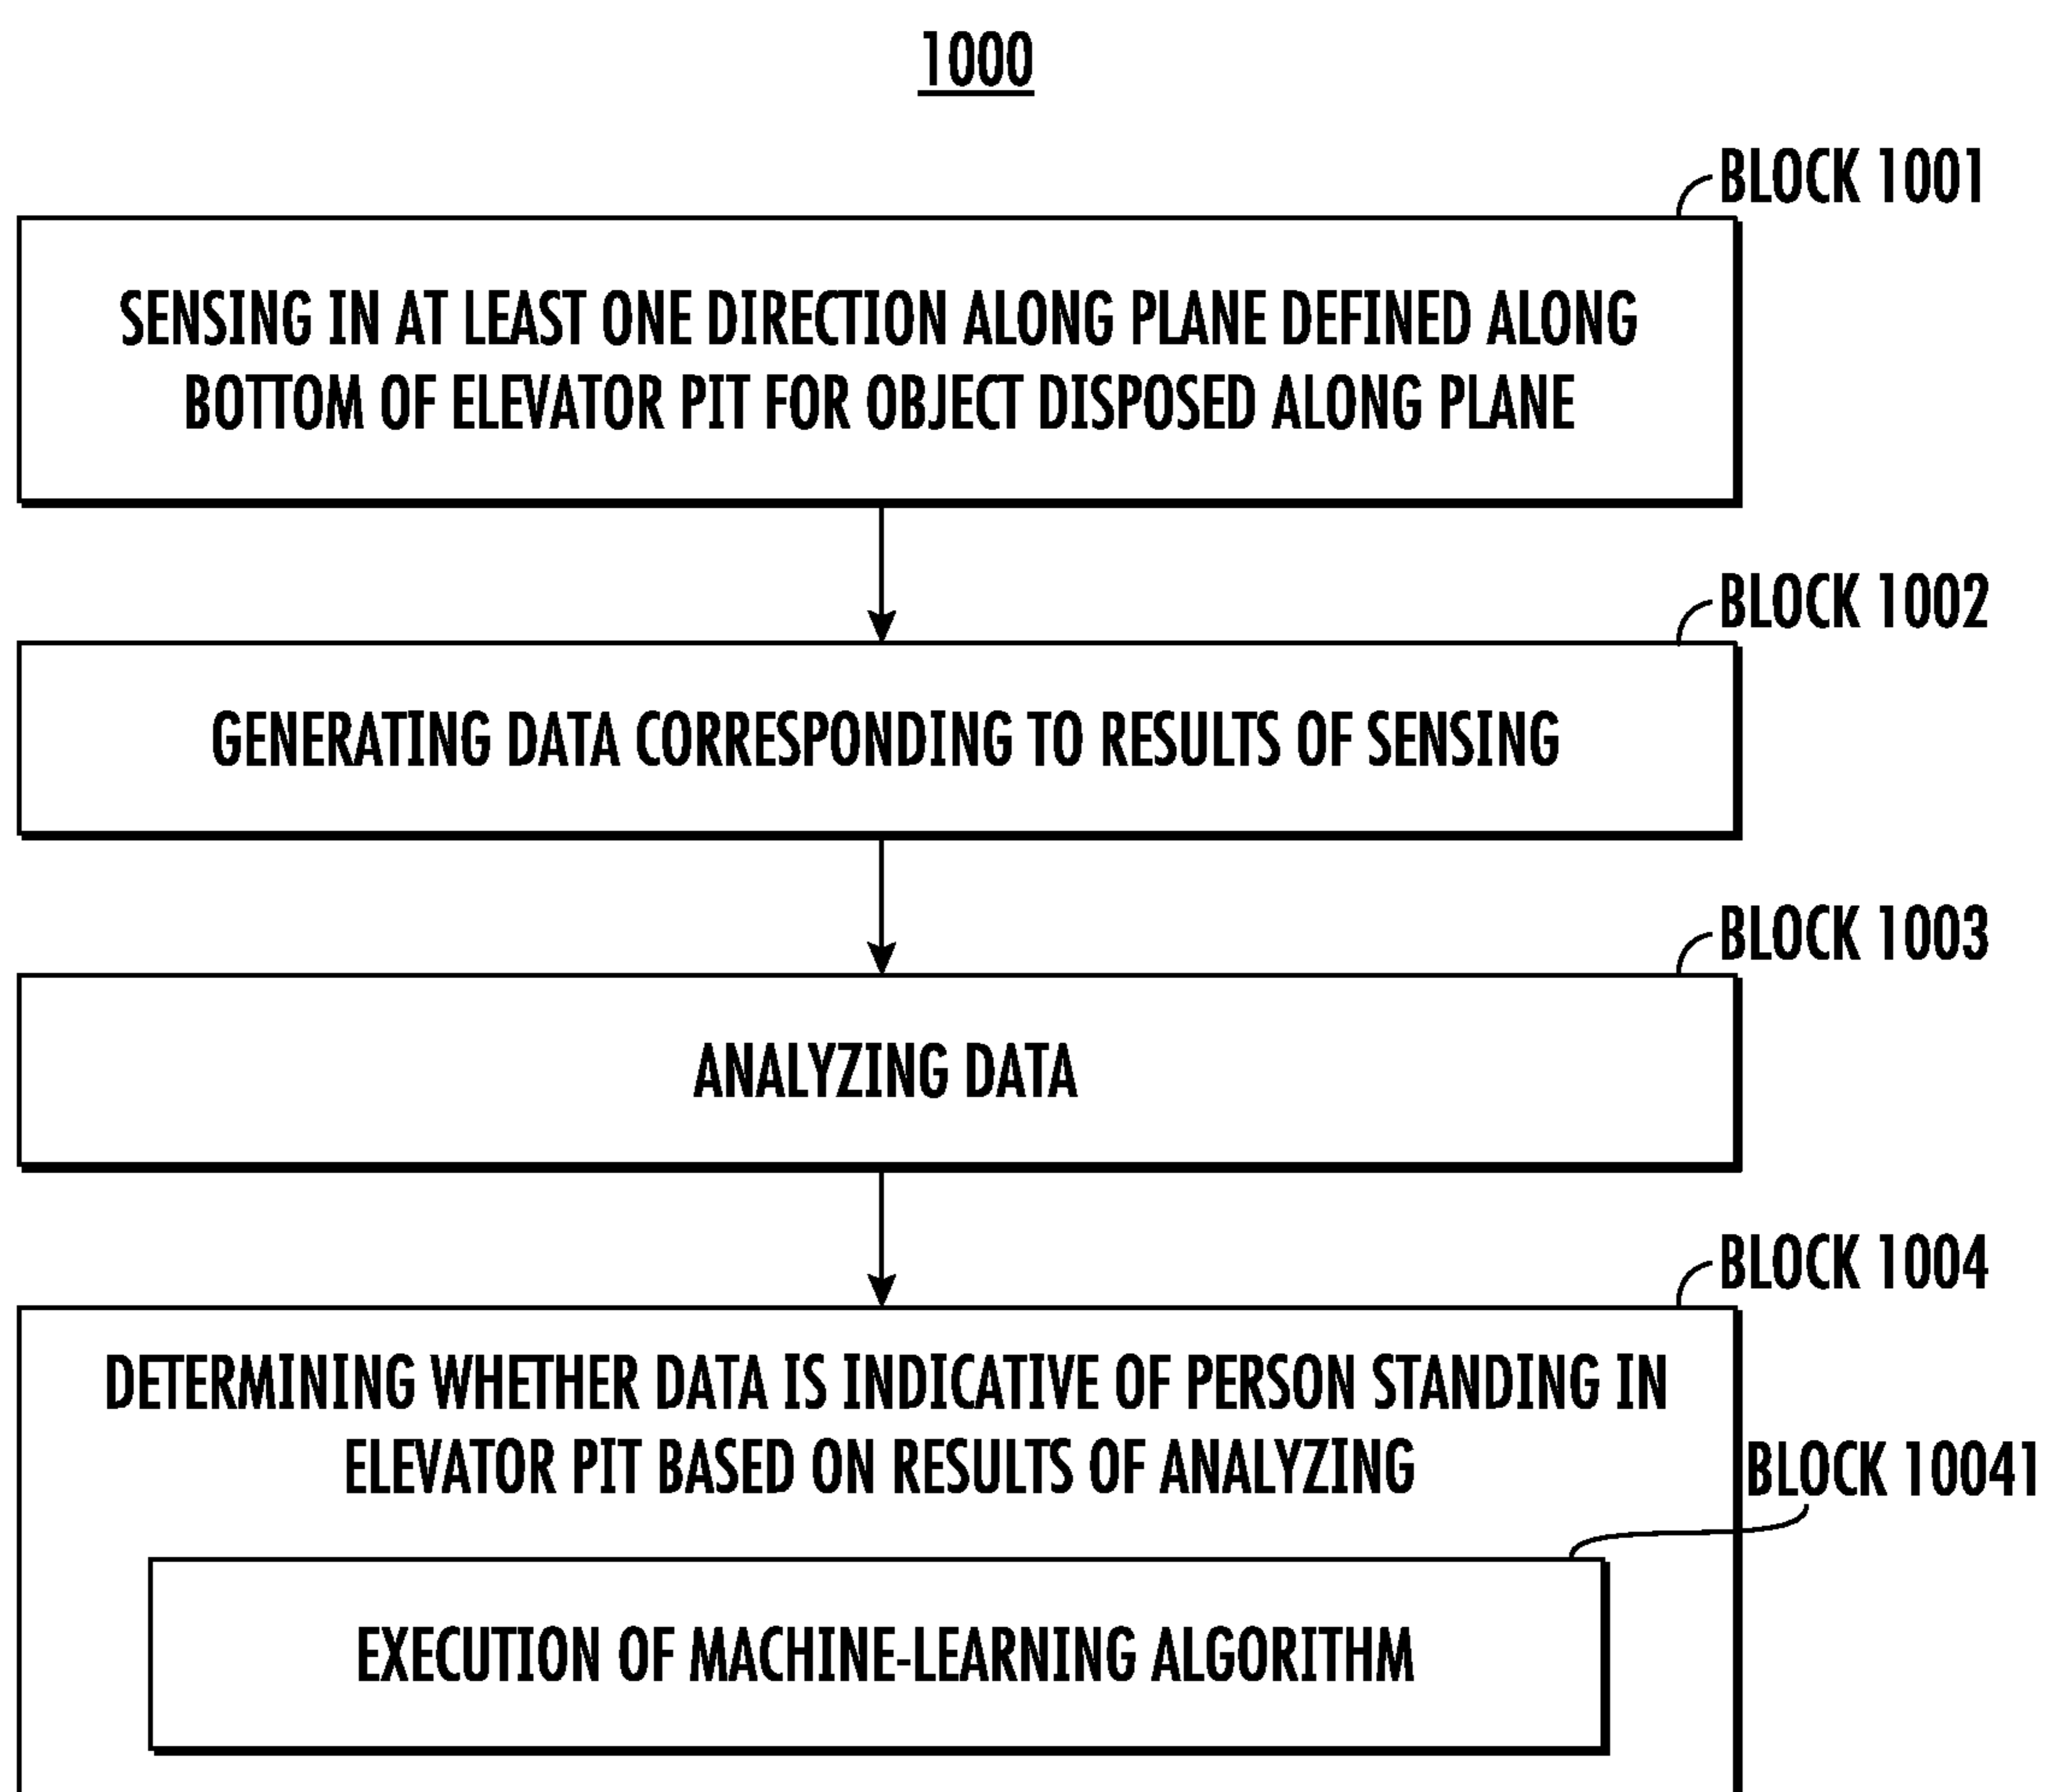 1000
BLOCK 1001
SENSING IN AT LEAST ONE DIRECTION ALONG PLANE DEFINED ALONG
BOTTOM OF ELEVATOR PIT FOR OBJECT DISPOSED ALONG PLANE
BLOCK 1002
GENERATING DATA CORRESPONDING TO RESULTS OF SENSING
BLOCK 1003
ANALYZING DATA
BLOCK 1004
DETERMINING WHETHER DATA IS INDICATIVE OF PERSON STANDING IN
ELEVATOR PIT BASED ON RESULTS OF ANALYZING
BLOCK 10041
EXECUTION OF MACHINE-LEARNING ALGORITHM